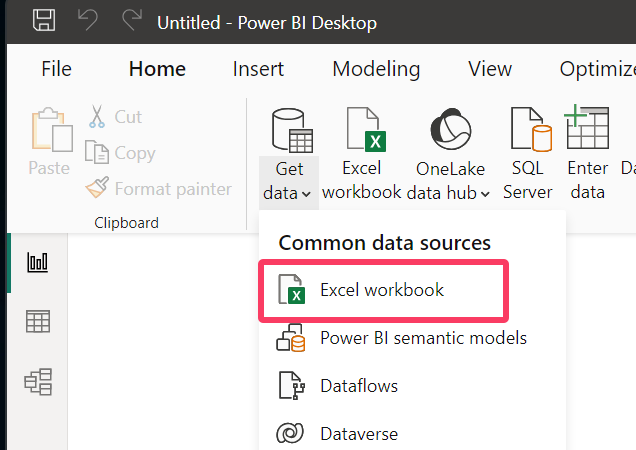 Untitled - Power BI Desktop
File Home Insert Modeling View Optimize
Paste
Cut
Copy
Format painter
Clipboard
Get data
Excel workbook
OneLake data hub
SQL Server
Enter data
Common data sources
Excel workbook
Power BI semantic models
Dataflows
Dataverse